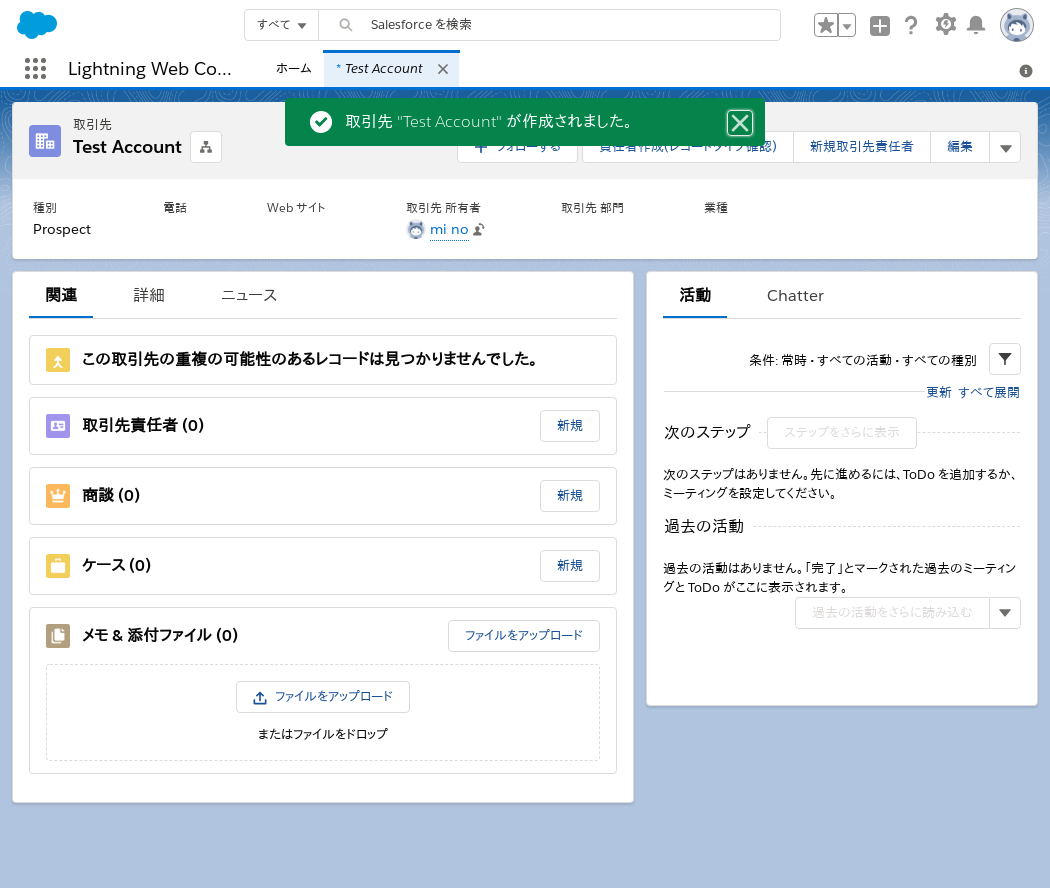 すべて
Salesforce を検索
Lightning Web Co...
ホーム
* Test Account
取引先 "Test Account" が作成されました。
取引先
Test Account
フォローする
責任者作成(レコードタイプ確認)
新規取引先責任者
編集
種別
電話
Web サイト
取引先 所有者
取引先 部門
業種
Prospect
mi no
関連
詳細
ニュース
この取引先の重複の可能性のあるレコードは見つかりませんでした。
取引先責任者 (0)
新規
商談 (0)
新規
ケース (0)
新規
メモ & 添付ファイル (0)
ファイルをアップロード
ファイルをアップロード
またはファイルをドロップ
活動
Chatter
条件: 常時 • すべての活動 • すべての種別
更新 すべて展開
次のステップ
ステップをさらに表示
次のステップはありません。先に進めるには、ToDo を追加するか、
ミーティングを設定してください。
過去の活動
過去の活動はありません。「完了」とマークされた過去のミーティン
グと ToDo がここに表示されます。
過去の活動をさらに読み込む